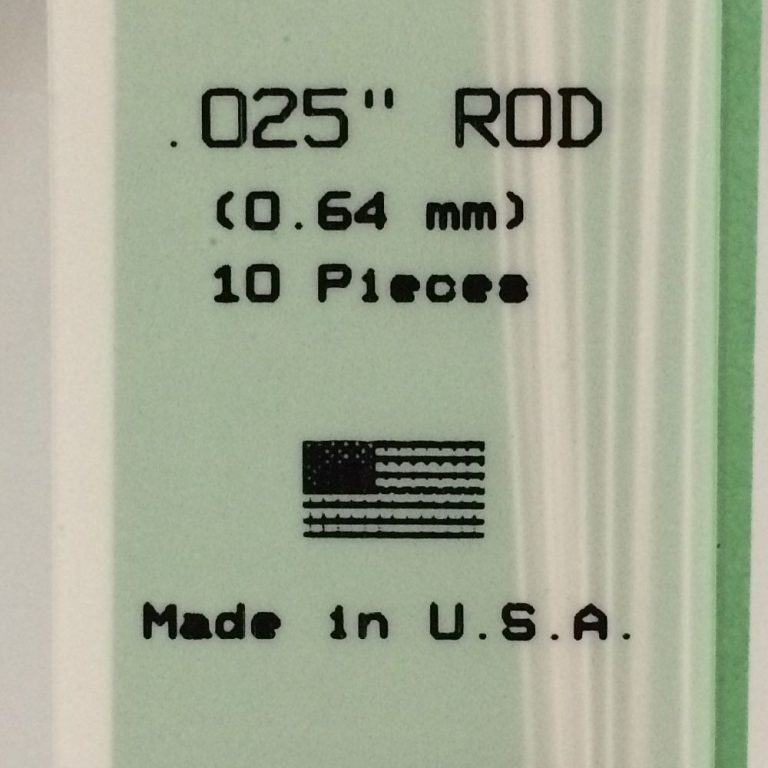 .025" ROD
(0.64 mm)
10 Pieces
Made in U.S.A.